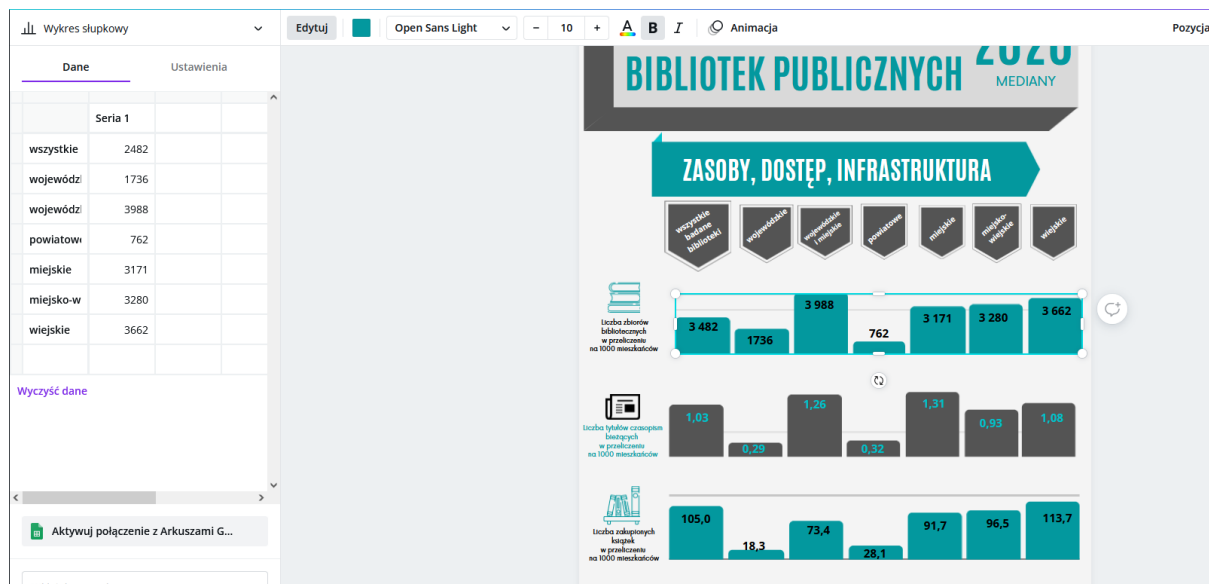 Wykres słupkowy
Edytuj
Open Sans Light
– 10 +
A B I
Animacja
Pozycja
Dane
Ustawienia
Seria 1
wszystkie 2482
wojewódz 1736
wojewódz 3988
powiatow 762
miejskie 3171
miejsko-w 3280
wiejskie 3662
Wyczyść dane
Aktywuj połączenie z Arkuszami G...
2020
BIBLIOTEK PUBLICZNYCH
MEDIANY
ZASOBY, DOSTĘP, INFRASTRUKTURA
wszystkie
badane
biblioteki
wojewódzkie
wojewódzkie
i miejskie
powiatowe
miejskie
miejsko-
wiejskie
wiejskie
Liczba zbiorów
bibliotecznych
w przeliczeniu
na 1000 mieszkańców
3 482
1736
3 988
762
3 171
3 280
3 662
Liczba tytułów czasopism
bieżących
w przeliczeniu
na 1000 mieszkańców
1,03
0,29
1,26
0,32
1,31
0,93
1,08
Liczba zakupionych
książek
w przeliczeniu
na 1000 mieszkańców
105,0
18,3
73,4
28,1
91,7
96,5
113,7